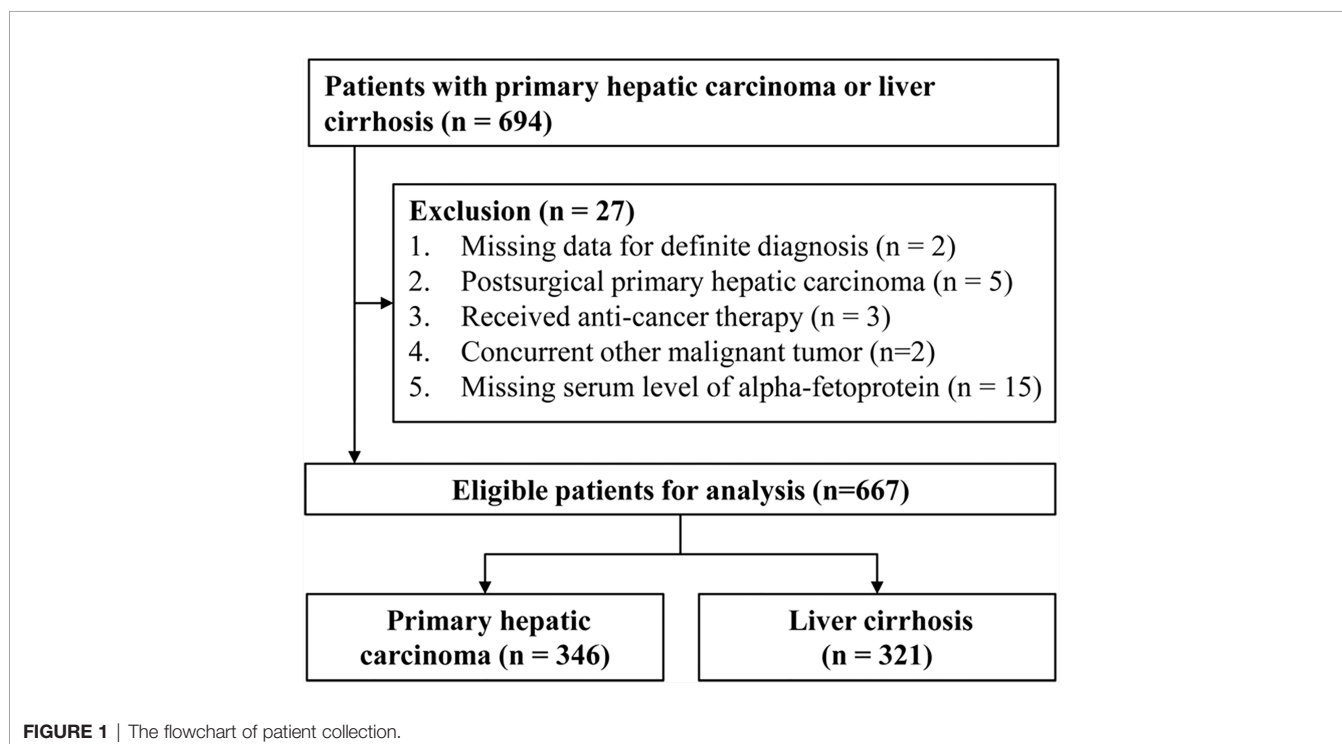 Patients with primary hepatic carcinoma or liver
cirrhosis (n = 694)
Exclusion (n = 27)
1. Missing data for definite diagnosis (n = 2)
2. Postsurgical primary hepatic carcinoma (n = 5)
3. Received anti-cancer therapy (n = 3)
4. Concurrent other malignant tumor (n=2)
5. Missing serum level of alpha-fetoprotein (n = 15)
Eligible patients for analysis (n=667)
Primary hepatic
carcinoma (n = 346)
Liver cirrhosis
(n = 321)
FIGURE 1 | The flowchart of patient collection.